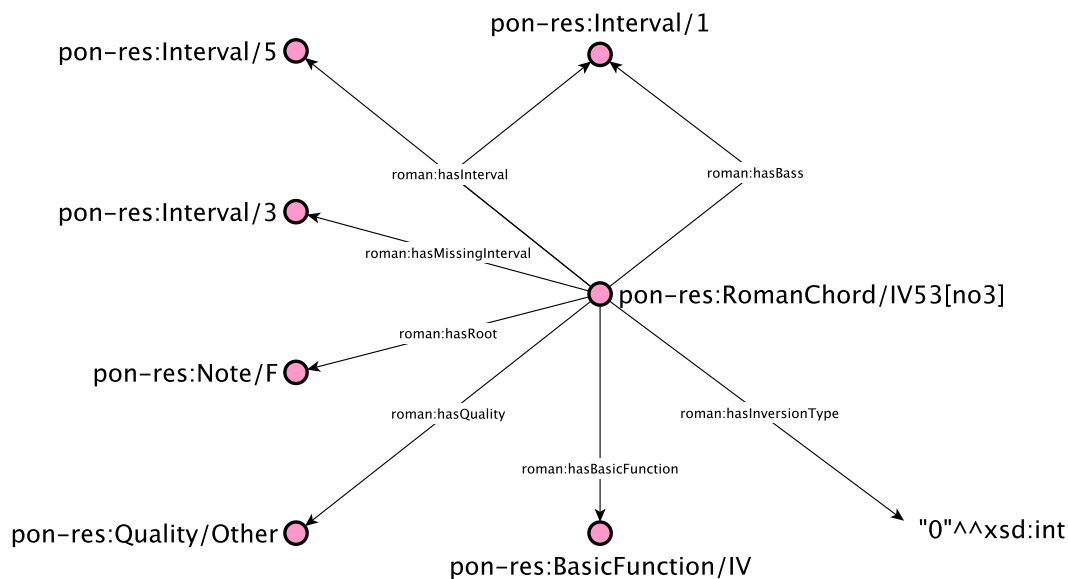 pon-res:Interval/1
pon-res:Interval/5
roman:hasInterval
roman:hasBass
pon-res:Interval/3
roman:hasMissingInterval
pon-res:RomanChord/IV53[no3]
roman:hasRoot
pon-res:Note/F
roman:hasQuality
roman:hasInversionType
roman:hasBasicFunction
pon-res:Quality/Other
"0"^^xsd:int
pon-res:BasicFunction/IV